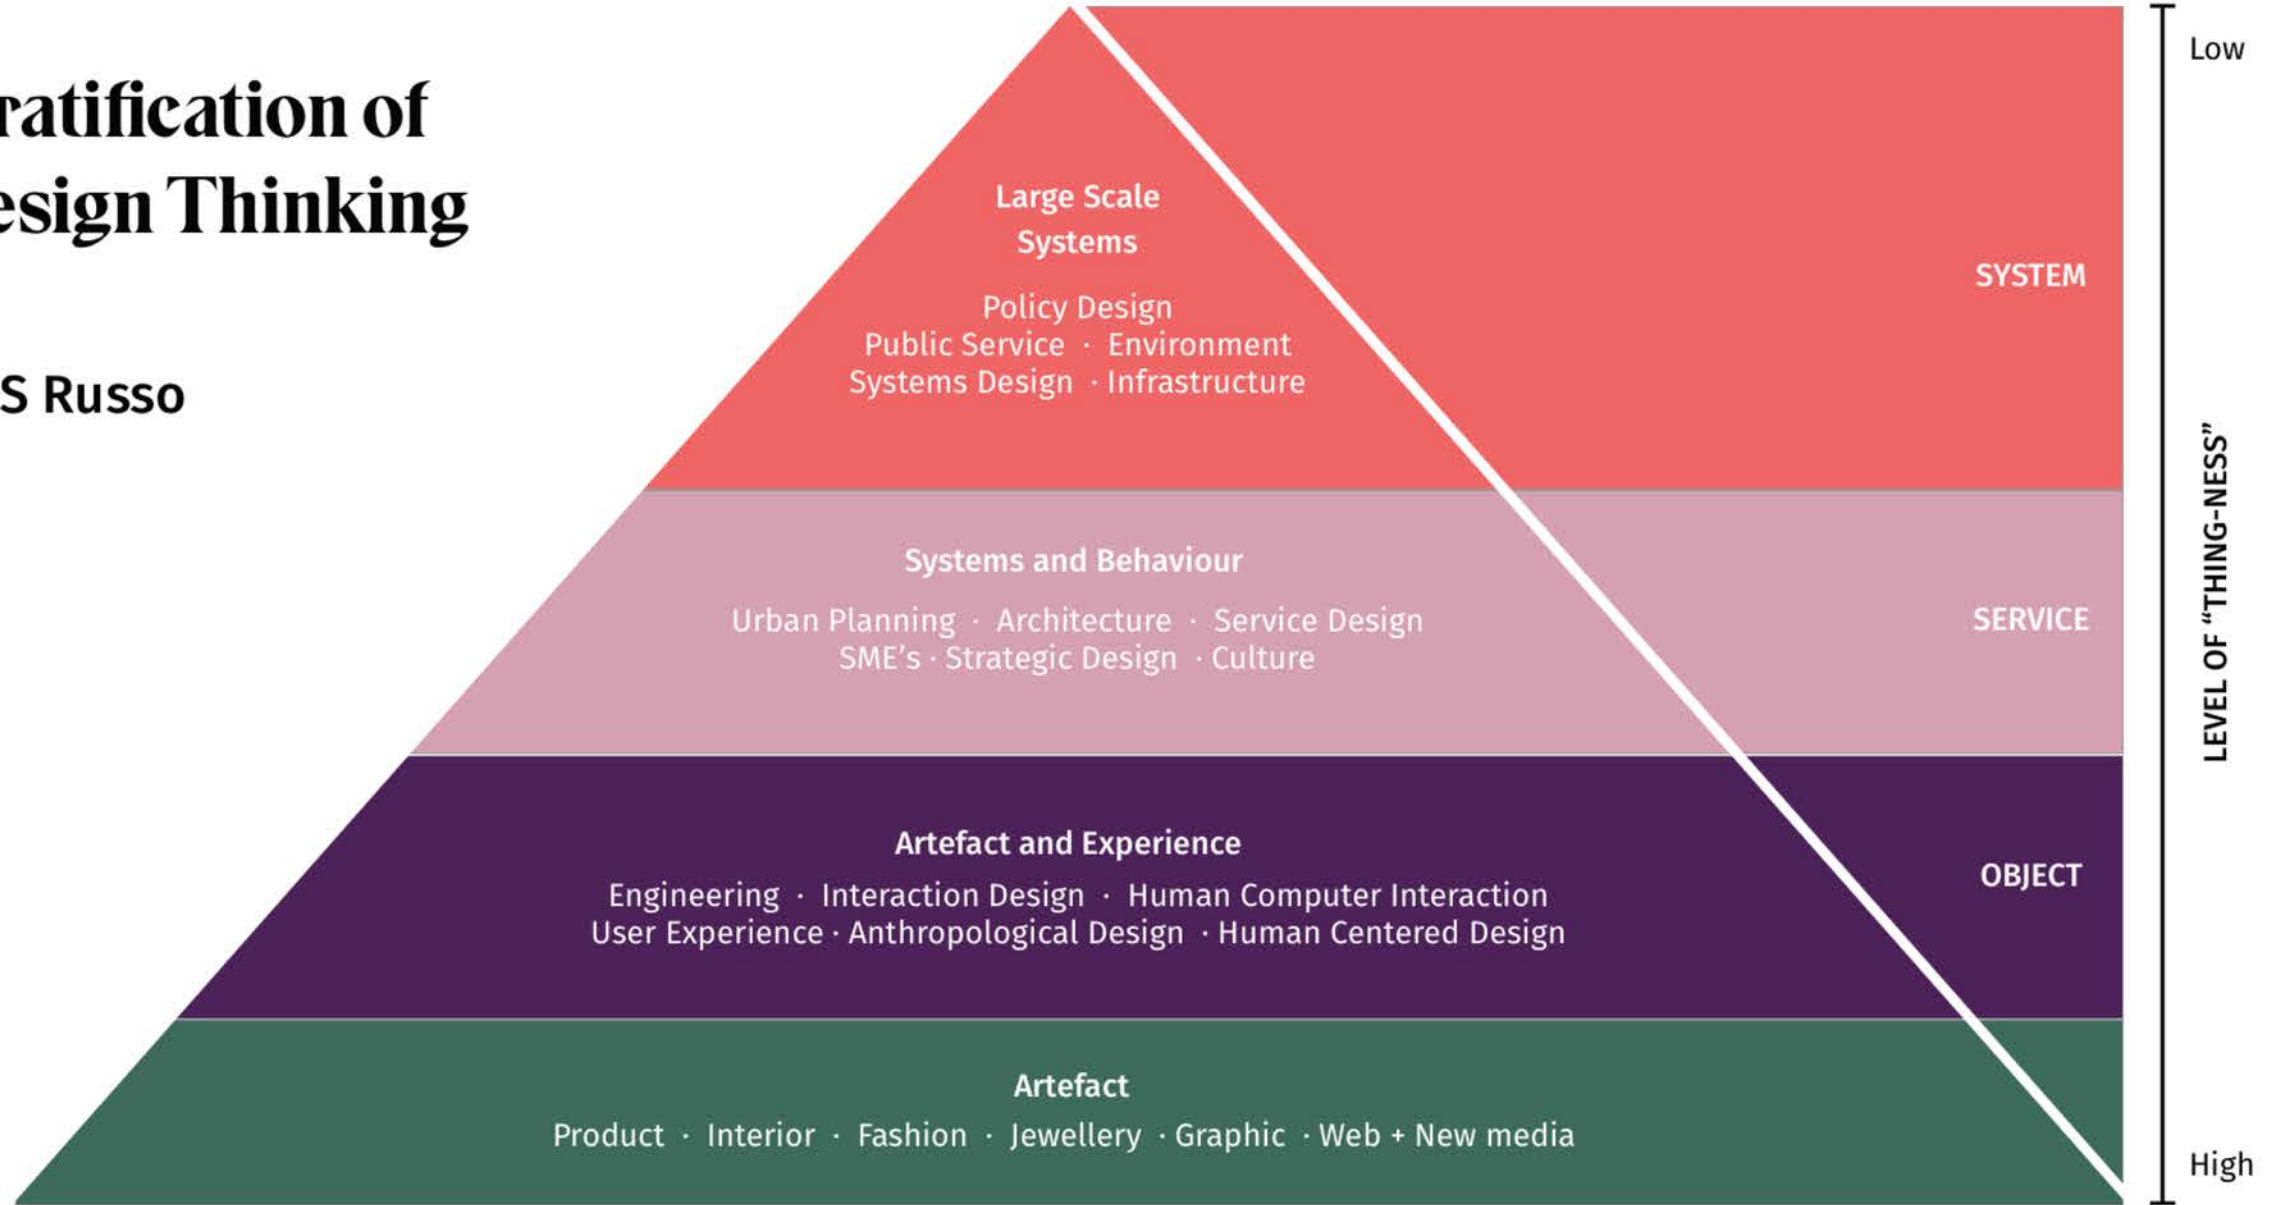 ratification of
esign Thinking
S Russo
Large Scale
Systems
Policy Design
Public Service · Environment
Systems Design · Infrastructure
SYSTEM
Systems and Behaviour
Urban Planning · Architecture · Service Design
SME’s · Strategic Design · Culture
SERVICE
Artefact and Experience
Engineering · Interaction Design · Human Computer Interaction
User Experience · Anthropological Design · Human Centered Design
OBJECT
Artefact
Product · Interior · Fashion · Jewellery · Graphic · Web + New media
Low
LEVEL OF “THING-NESS”
High